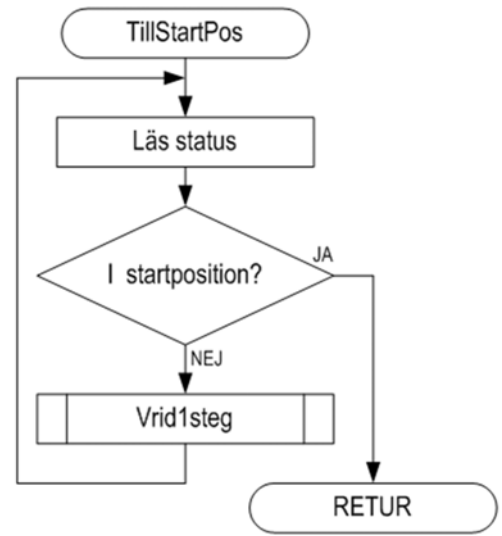 TillStartPos
Läs status
I startposition?
JA
NEJ
Vrid1steg
RETUR